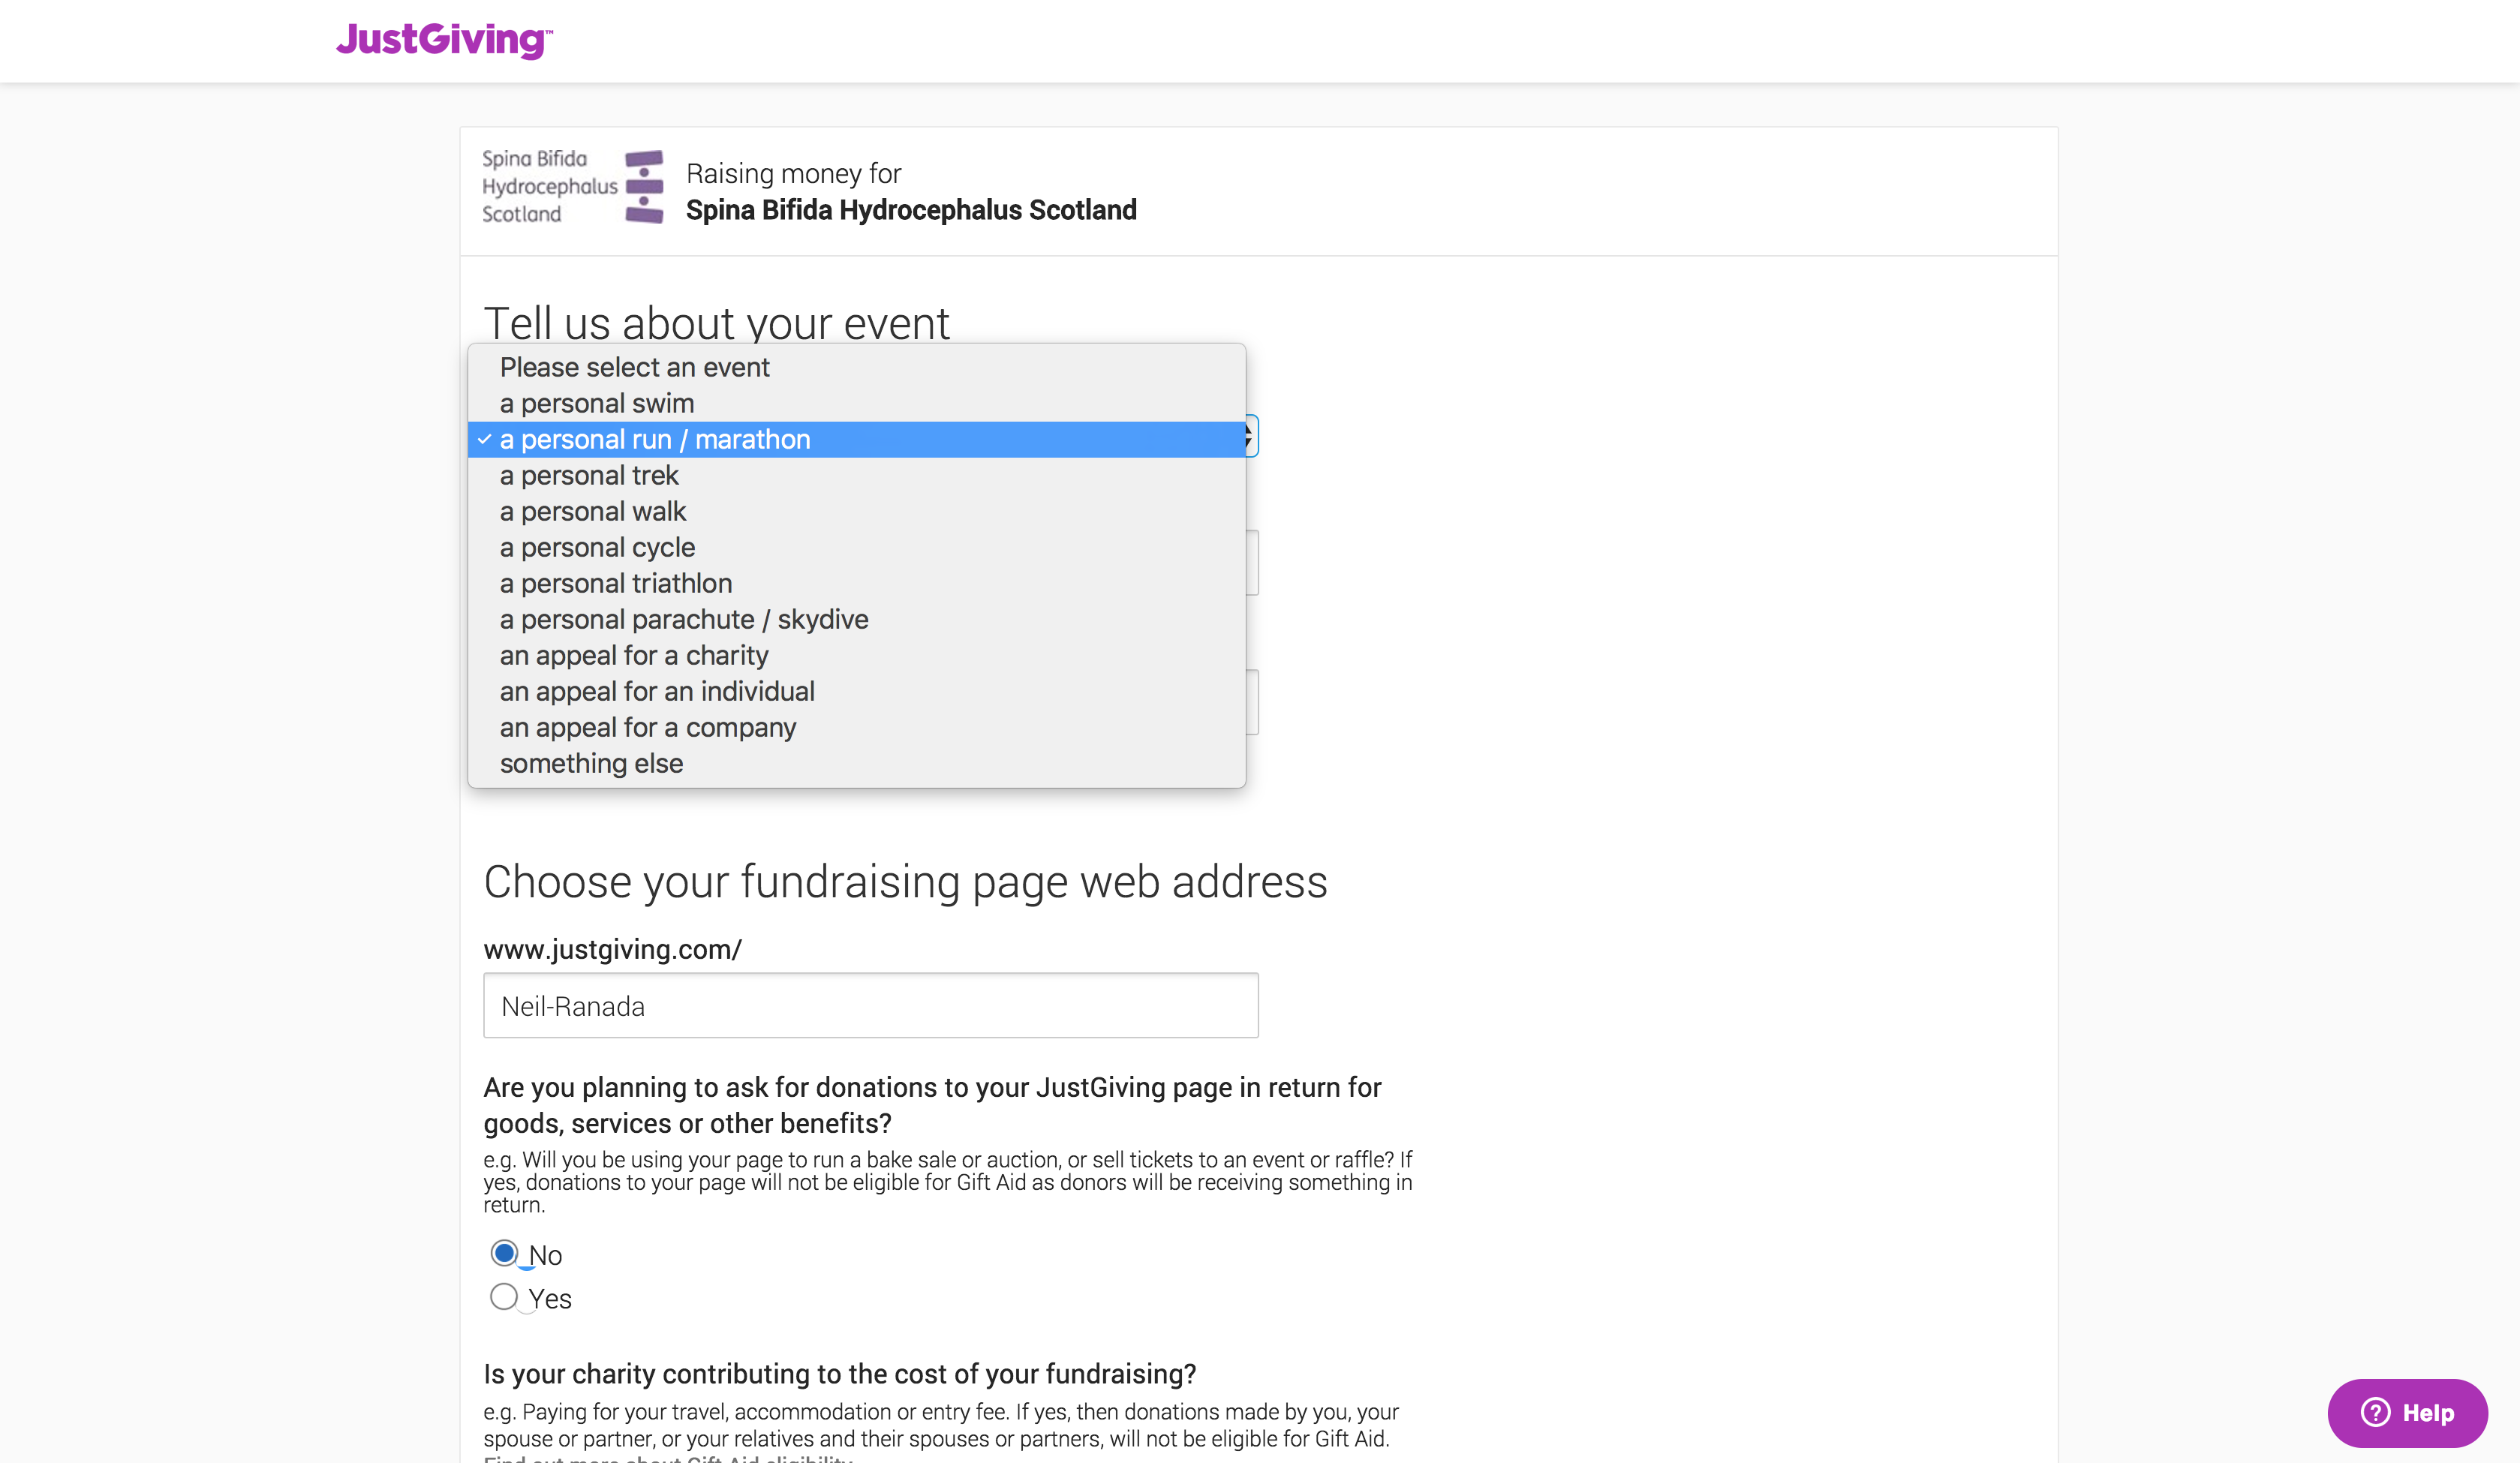 JustGiving™
Spina Bifida
Hydrocephalus
Scotland
Raising money for
Spina Bifida Hydrocephalus Scotland
Tell us about your event
Please select an event
a personal swim
✓ a personal run / marathon
a personal trek
a personal walk
a personal cycle
a personal triathlon
a personal parachute / skydive
an appeal for a charity
an appeal for an individual
an appeal for a company
something else
Choose your fundraising page web address
www.justgiving.com/
Neil-Ranada
Are you planning to ask for donations to your JustGiving page in return for
goods, services or other benefits?
e.g. Will you be using your page to run a bake sale or auction, or sell tickets to an event or raffle? If
yes, donations to your page will not be eligible for Gift Aid as donors will be receiving something in
return.
No
Yes
Is your charity contributing to the cost of your fundraising?
e.g. Paying for your travel, accommodation or entry fee. If yes, then donations made by you, your
spouse or partner, or your relatives and their spouses or partners, will not be eligible for Gift Aid.
Find out more about Gift Aid eligibility
? Help